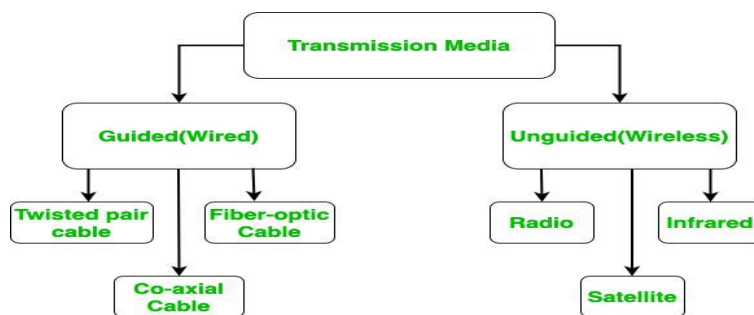 Transmission Media
Guided(Wired)
Unguided(Wireless)
Twisted pair
cable
Fiber-optic
Cable
Radio
Infrared
Co-axial
Cable
Satellite